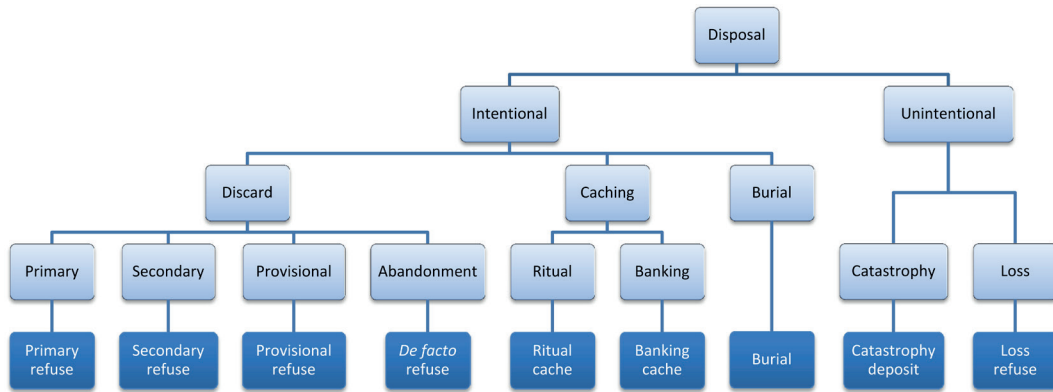 Disposal
Intentional
Unintentional
Discard
Caching
Burial
Primary
Secondary
Provisional
Abandonment
Ritual
Banking
Catastrophy
Loss
Primary
refuse
Secondary
refuse
Provisional
refuse
De facto
refuse
Ritual
cache
Banking
cache
Burial
Catastrophy
deposit
Loss
refuse